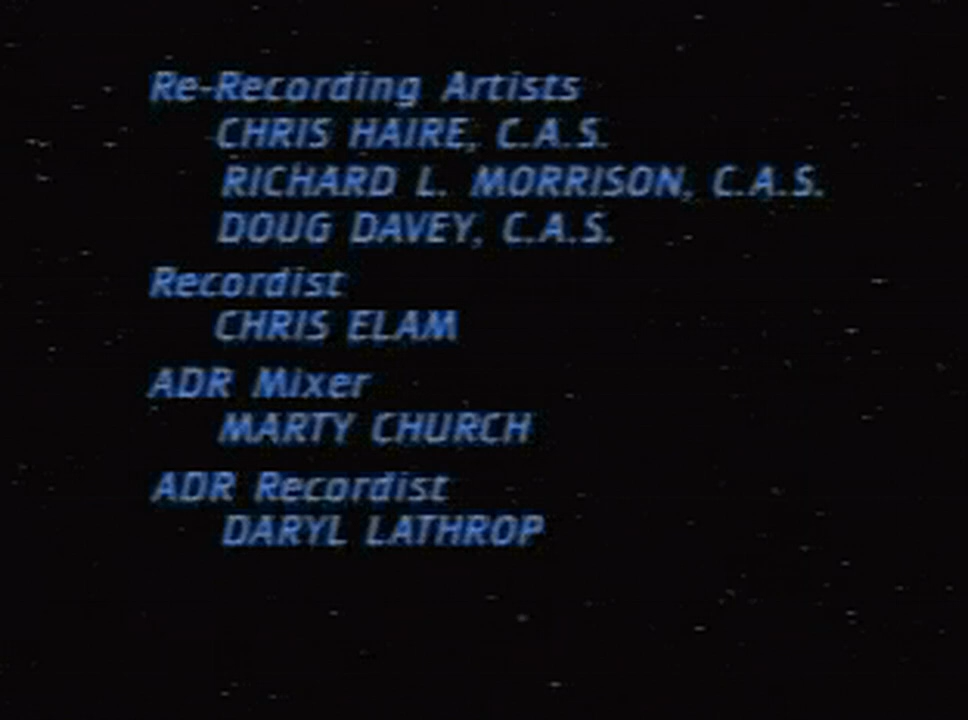 Re-Recording Artists
CHRIS HAIRE, C.A.S.
RICHARD L. MORRISON, C.A.S.
DOUG DAVEY, C.A.S.
Recordist
CHRIS ELAM
ADR Mixer
MARTY CHURCH
ADR Recordist
DARYL LATHROP